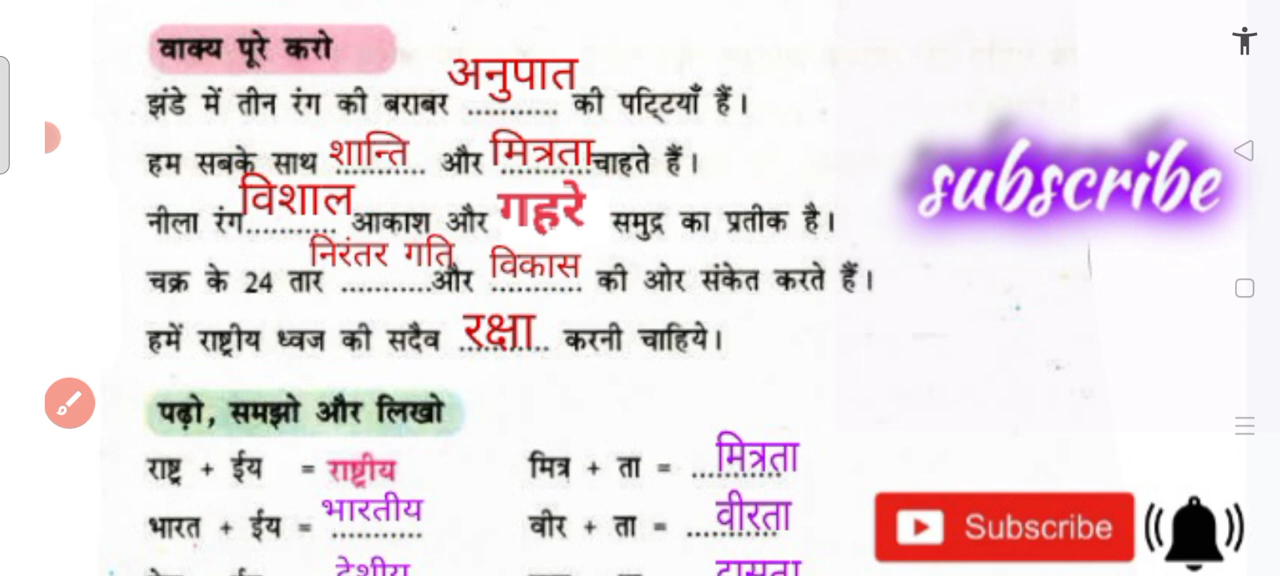 वाक्य पूरे करो
झंडे में तीन रंग की बराबर अनुपात की पट्टियाँ हैं।
हम सबके साथ शान्ति और मित्रता चाहते हैं।
नीला रंग विशाल आकाश और गहरे समुद्र का प्रतीक है।
चक्र के 24 तार निरंतर गति और विकास की ओर संकेत करते हैं।
हमें राष्ट्रीय ध्वज की सदैव रक्षा करनी चाहिये।
subscribe
पढ़ो, समझो और लिखो
राष्ट्र + ईय = राष्ट्रीय मित्र + ता = मित्रता
भारत + ईय = भारतीय वीर + ता = वीरता
Subscribe